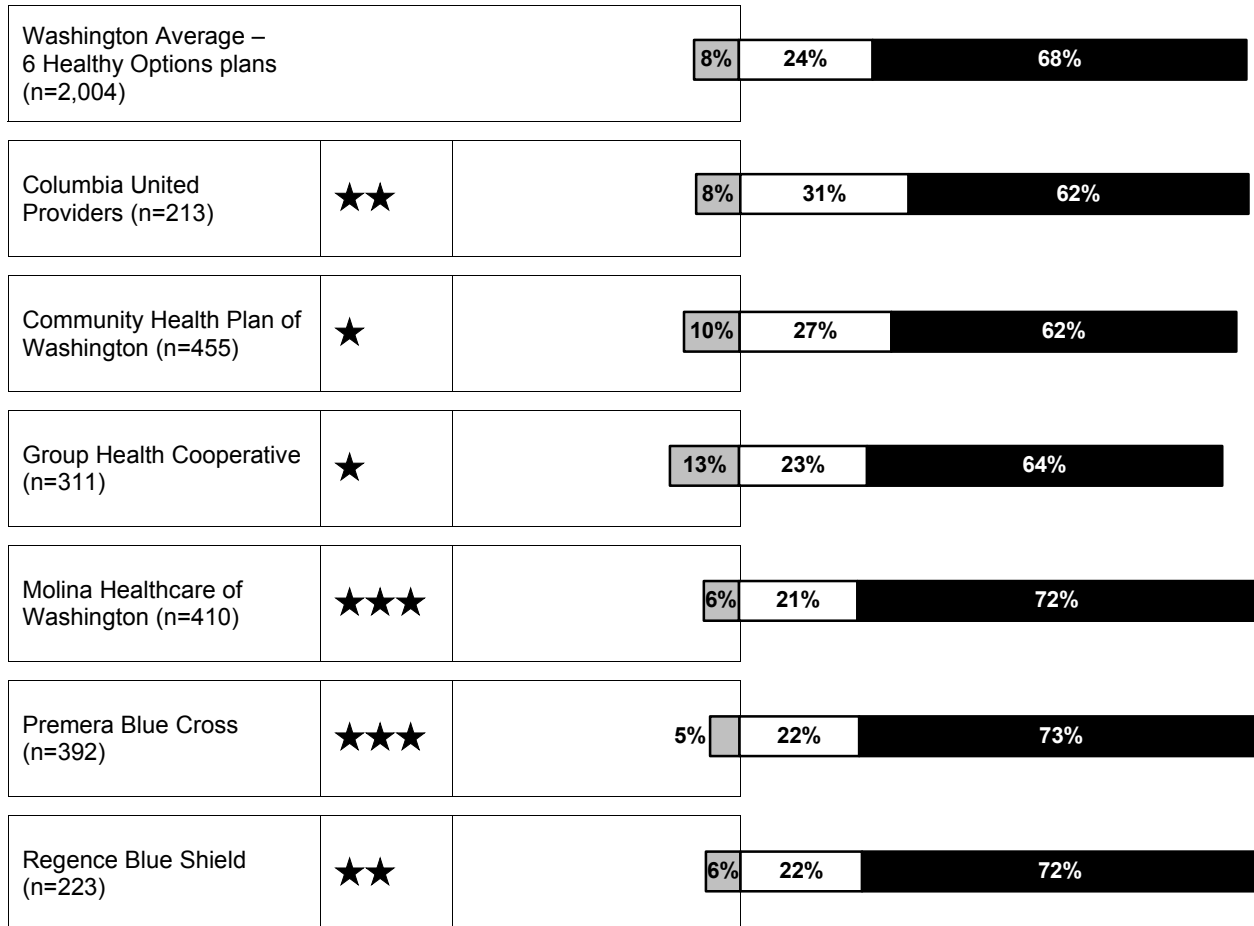 Washington Average –
6 Healthy Options plans
(n=2,004)
8% 24% 68%
Columbia United
Providers (n=213)
★★
8% 31% 62%
Community Health Plan of
Washington (n=455)
★
10% 27% 62%
Group Health Cooperative
(n=311)
★
13% 23% 64%
Molina Healthcare of
Washington (n=410)
★★★
6% 21% 72%
Premera Blue Cross
(n=392)
★★★
5% 22% 73%
Regence Blue Shield
(n=223)
★★
6% 22% 72%